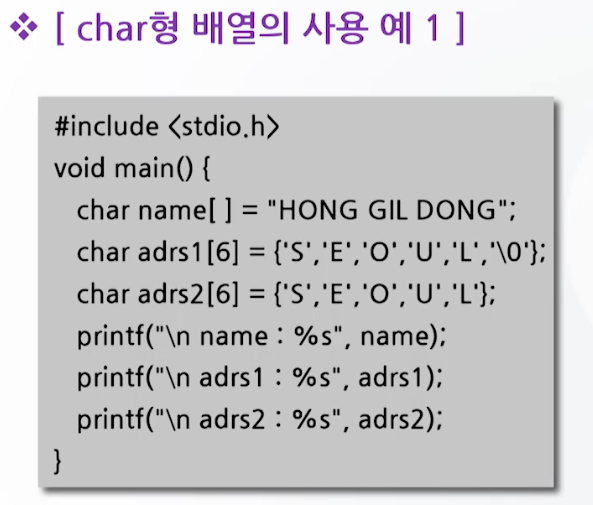 ❖ [ char형 배열의 사용 예 1 ]
#include <stdio.h>
void main() {
char name[ ] = "HONG GIL DONG";
char adrs1[6] = {'S','E','O','U','L','\0'};
char adrs2[6] = {'S','E','O','U','L'};
printf("\n name : %s", name);
printf("\n adrs1 : %s", adrs1);
printf("\n adrs2 : %s", adrs2);
}